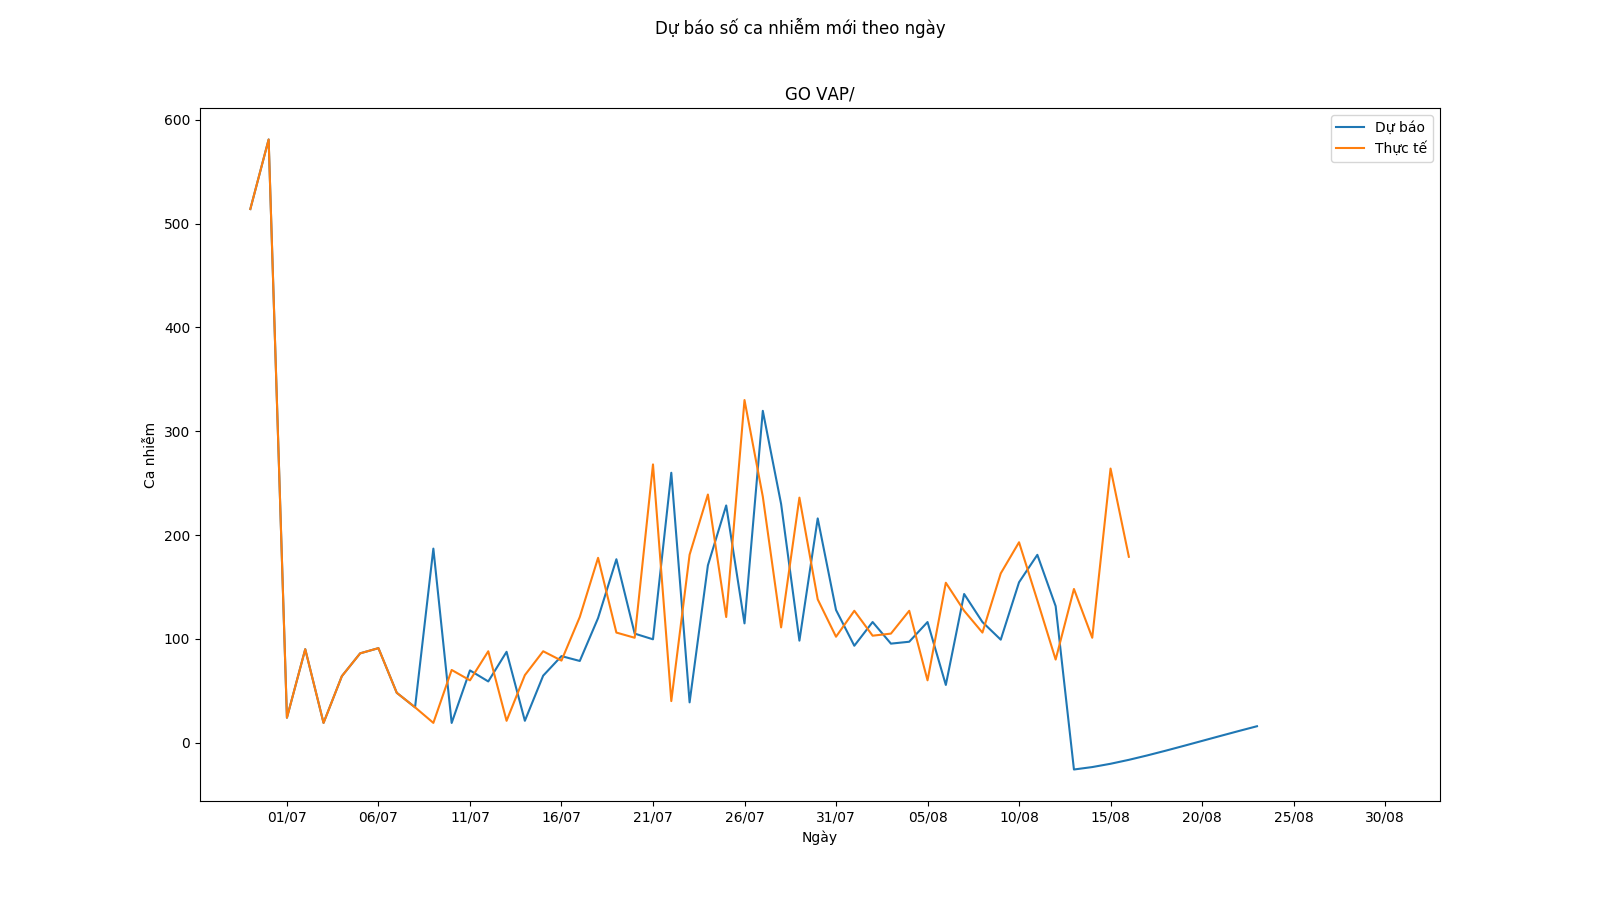 Dự báo số ca nhiễm mới theo ngày
GO VAP/
Dự báo
Thực tế
600
500
400
300
200
100
0
Ca nhiễm
01/07 06/07 11/07 16/07 21/07 26/07 31/07 05/08 10/08 15/08 20/08 25/08 30/08
Ngày